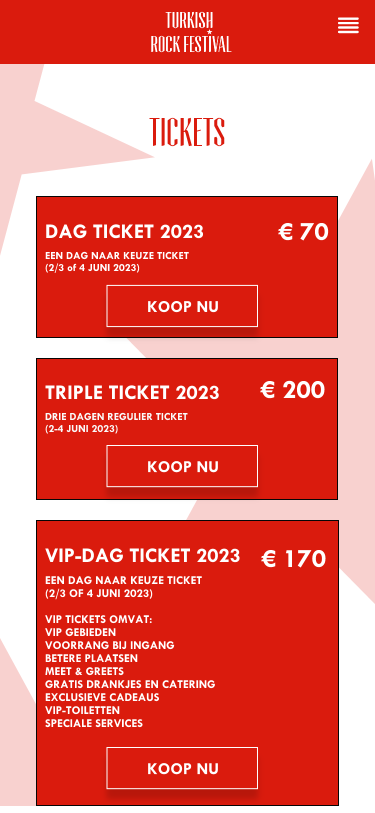 TURKISH
ROCK FESTİVAL
TICKETS
DAG TICKET 2023
€ 70
EEN DAG NAAR KEUZE TICKET
(2/3 of 4 JUNI 2023)
KOOP NU
TRIPLE TICKET 2023
€ 200
DRIE DAGEN REGULIER TICKET
(2-4 JUNI 2023)
KOOP NU
VIP-DAG TICKET 2023
€ 170
EEN DAG NAAR KEUZE TICKET
(2/3 OF 4 JUNI 2023)
VIP TICKETS OMVAT:
VIP GEBIEDEN
VOORRANG BIJ INGANG
BETERE PLAATSEN
MEET & GREETS
GRATIS DRANKJES EN CATERING
EXCLUSIEVE CADEAUS
VIP-TOILETTEN
SPECIALE SERVICES
KOOP NU